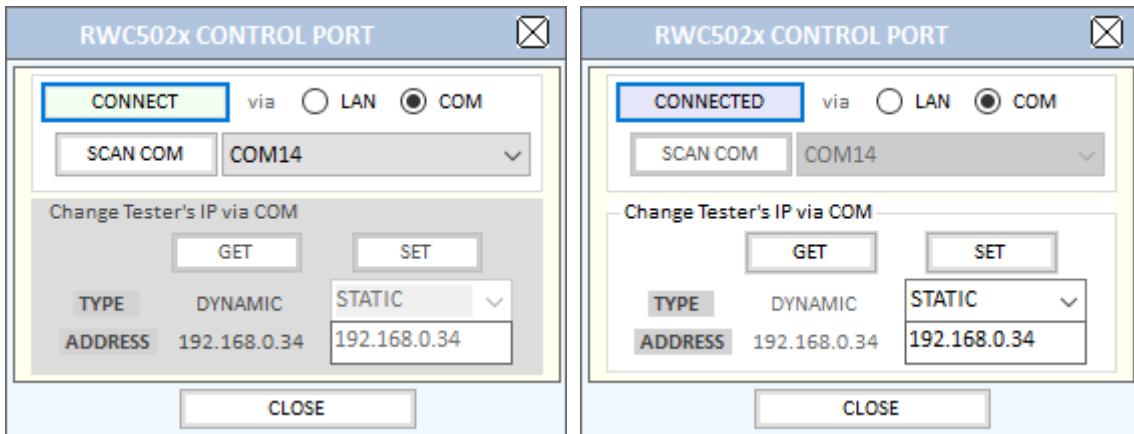 RWC502x CONTROL PORT
CONNECT via LAN COM
SCAN COM COM14
Change Tester's IP via COM
GET SET
TYPE DYNAMIC STATIC
ADDRESS 192.168.0.34 192.168.0.34
CLOSE
RWC502x CONTROL PORT
CONNECTED via LAN COM
SCAN COM COM14
Change Tester's IP via COM
GET SET
TYPE DYNAMIC STATIC
ADDRESS 192.168.0.34 192.168.0.34
CLOSE